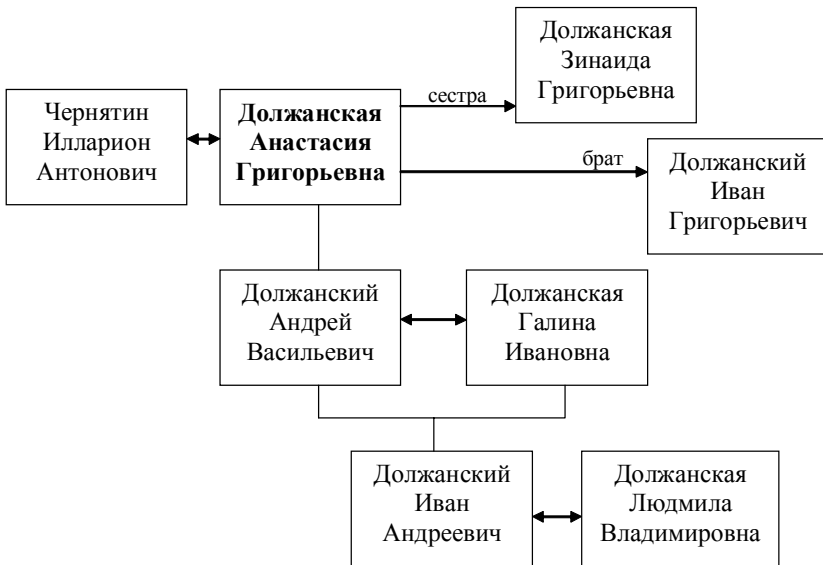 Должанская
Зинаида
Григорьевна
сестра
Чернятин
Илларион
Антонович
Должанская
Анастасия
Григорьевна
брат
Должанский
Иван
Григорьевич
Должанский
Андрей
Васильевич
Должанская
Галина
Ивановна
Должанский
Иван
Андреевич
Должанская
Людмила
Владимировна